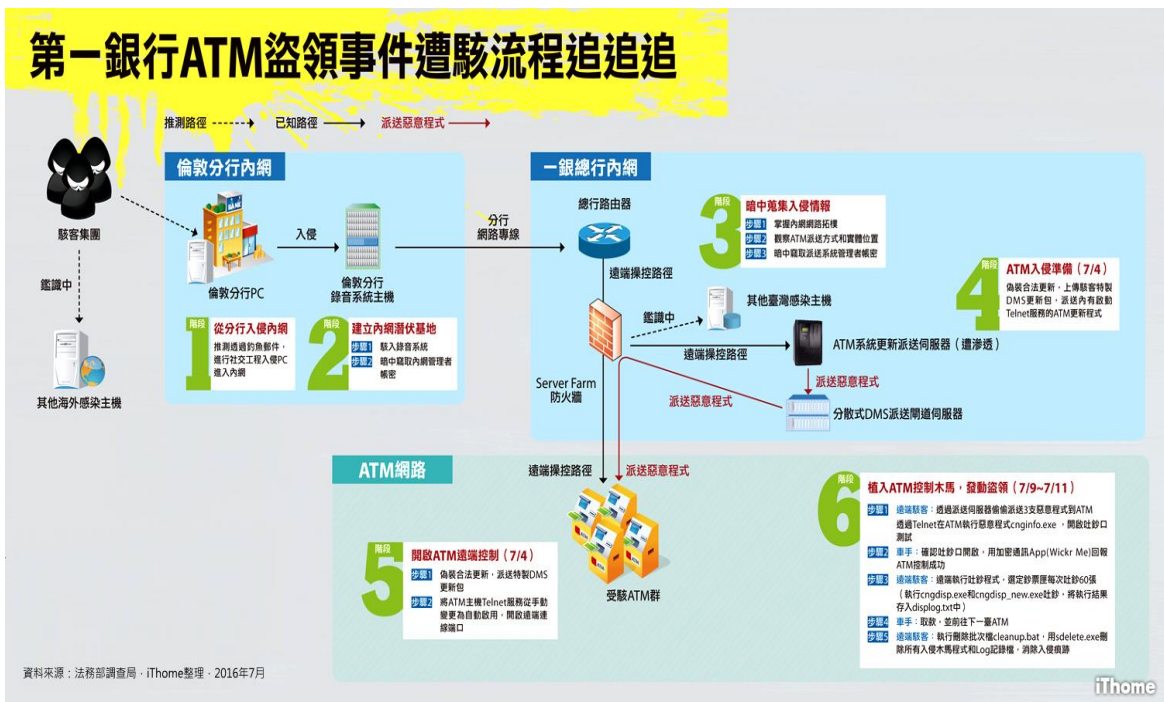 第一銀行ATM盜領事件遭駭流程追追追
推測路徑
已知路徑
派送惡意程式
駭客集團
鑑識中
其他海外感染主機
倫敦分行內網
BANK
倫敦分行PC
入侵
倫敦分行
錄音系統主機
階段
1
從分行入侵內網
推測透過釣魚郵件，
進行社交工程入侵PC
進入內網
階段
2
建立內網潛伏基地
步驟1 駭入錄音系統
步驟2 暗中竊取內網管理者
帳密
分行
網路專線
一銀總行內網
總行路由器
遠端操控路徑
階段
3
暗中蒐集入侵情報
步驟1 掌握內網網路拓樸
步驟2 觀察ATM派送方式和實體位置
步驟3 暗中竊取派送系統管理者帳密
鑑識中
其他臺灣感染主機
遠端操控路徑
ATM系統更新派送伺服器（遭滲透）
派送惡意程式
分散式DMS派送閘道伺服器
派送惡意程式
Server Farm
防火牆
階段
4
ATM入侵準備（7/4）
偽裝合法更新，上傳駭客特製
DMS更新包，派送內有啟動
Telnet服務的ATM更新程式
ATM網路
遠端操控路徑
派送惡意程式
受駭ATM群
階段
5
開啟ATM遠端控制（7/4）
步驟1 偽裝合法更新，派送特製DMS
更新包
步驟2 將ATM主機Telnet服務從手動
變更為自動啟用，開啟遠端連
線端口
階段
6
植入ATM控制木馬，發動盜領（7/9~7/11）
步驟1 遠端駭客：透過派送伺服器偷偷派送3支惡意程式到ATM
透過Telnet在ATM執行惡意程式cnginfo.exe，開啟吐鈔口
測試
步驟2 車手：確認吐鈔口開啟，用加密通訊App(Wickr Me)回報
ATM控制成功
步驟3 遠端駭客：遠端執行吐鈔程式，選定鈔票匣每次吐鈔60張
（執行cngdisp.exe和cngdisp_new.exe吐鈔，將執行結果
存入displog.txt中）
步驟4 車手：取款，並前往下一臺ATM
步驟5 遠端駭客：執行刪除批次檔cleanup.bat，用sdelete.exe刪
除所有入侵木馬程式和Log記錄檔，消除入侵痕跡
資料來源：法務部調查局，iThome整理，2016年7月
iThome